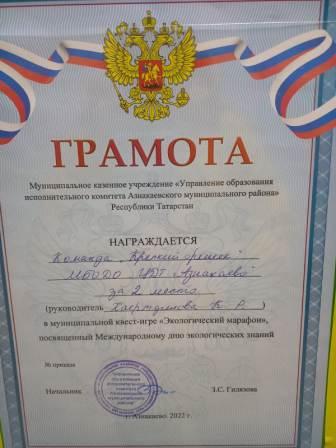 ГРАМОТА
Муниципальное казенное учреждение «Управление образования
исполнительного комитета Азнакаевского муниципального района»
Республики Татарстан
НАГРАЖДАЕТСЯ
Команда "Крепкий орешек"
МБУДО ЦДТ г. Азнакаево
за 2 место
(руководитель К. Р. )
в муниципальной квест-игре «Экологический марафон»,
посвященный Международному дню экологических знаний
№ приказа
Начальник З.С. Гилязова
г. Азнакаево, 2022 г.